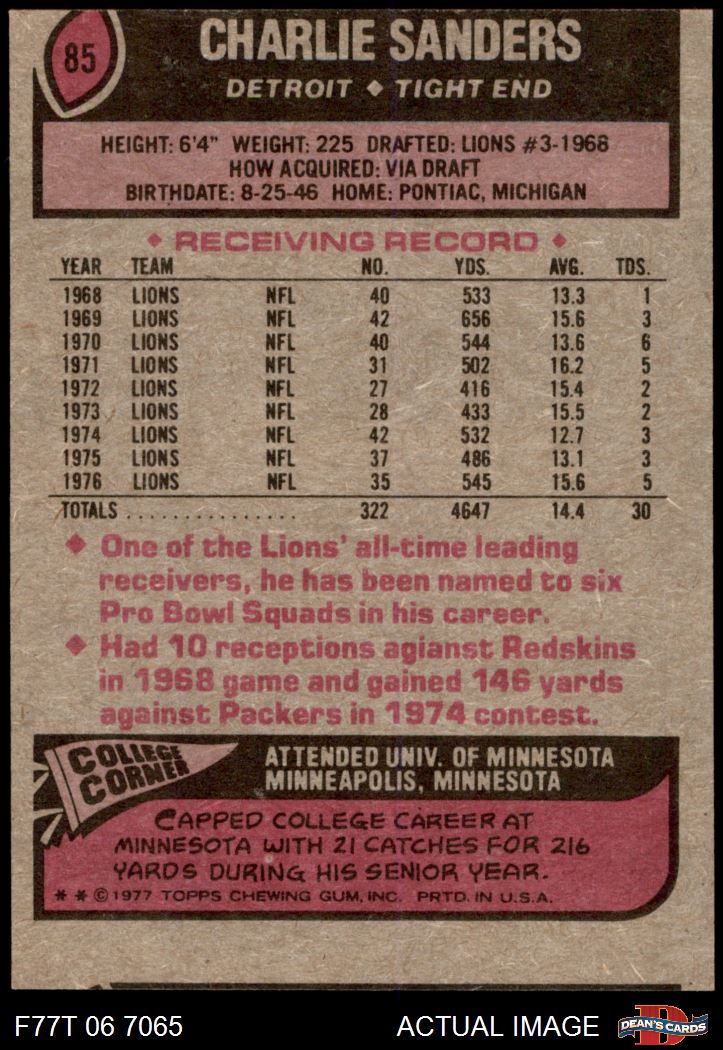 85
CHARLIE SANDERS
DETROIT ◆ TIGHT END
HEIGHT: 6'4" WEIGHT: 225 DRAFTED: LIONS #3-1968
HOW ACQUIRED: VIA DRAFT
BIRTHDATE: 8-25-46 HOME: PONTIAC, MICHIGAN
◆ RECEIVING RECORD ◆
YEAR TEAM NO. YDS. AVG. TDS.
1968 LIONS NFL 40 533 13.3 1
1969 LIONS NFL 42 656 15.6 3
1970 LIONS NFL 40 544 13.6 6
1971 LIONS NFL 31 502 16.2 5
1972 LIONS NFL 27 416 15.4 2
1973 LIONS NFL 28 433 15.5 2
1974 LIONS NFL 42 532 12.7 3
1975 LIONS NFL 37 486 13.1 3
1976 LIONS NFL 35 545 15.6 5
TOTALS ................ 322 4647 14.4 30
◆ One of the Lions' all-time leading
receivers, he has been named to six
Pro Bowl Squads in his career.
◆ Had 10 receptions agianst Redskins
in 1968 game and gained 146 yards
against Packers in 1974 contest.
COLLEGE
CORNER
ATTENDED UNIV. OF MINNESOTA
MINNEAPOLIS, MINNESOTA
CAPPED COLLEGE CAREER AT
MINNESOTA WITH 21 CATCHES FOR 216
YARDS DURING HIS SENIOR YEAR.
* * © 1977 TOPPS CHEWING GUM, INC. PRTD. IN U.S.A.
F77T 06 7065
ACTUAL IMAGE
D
DEAN'S CARDS